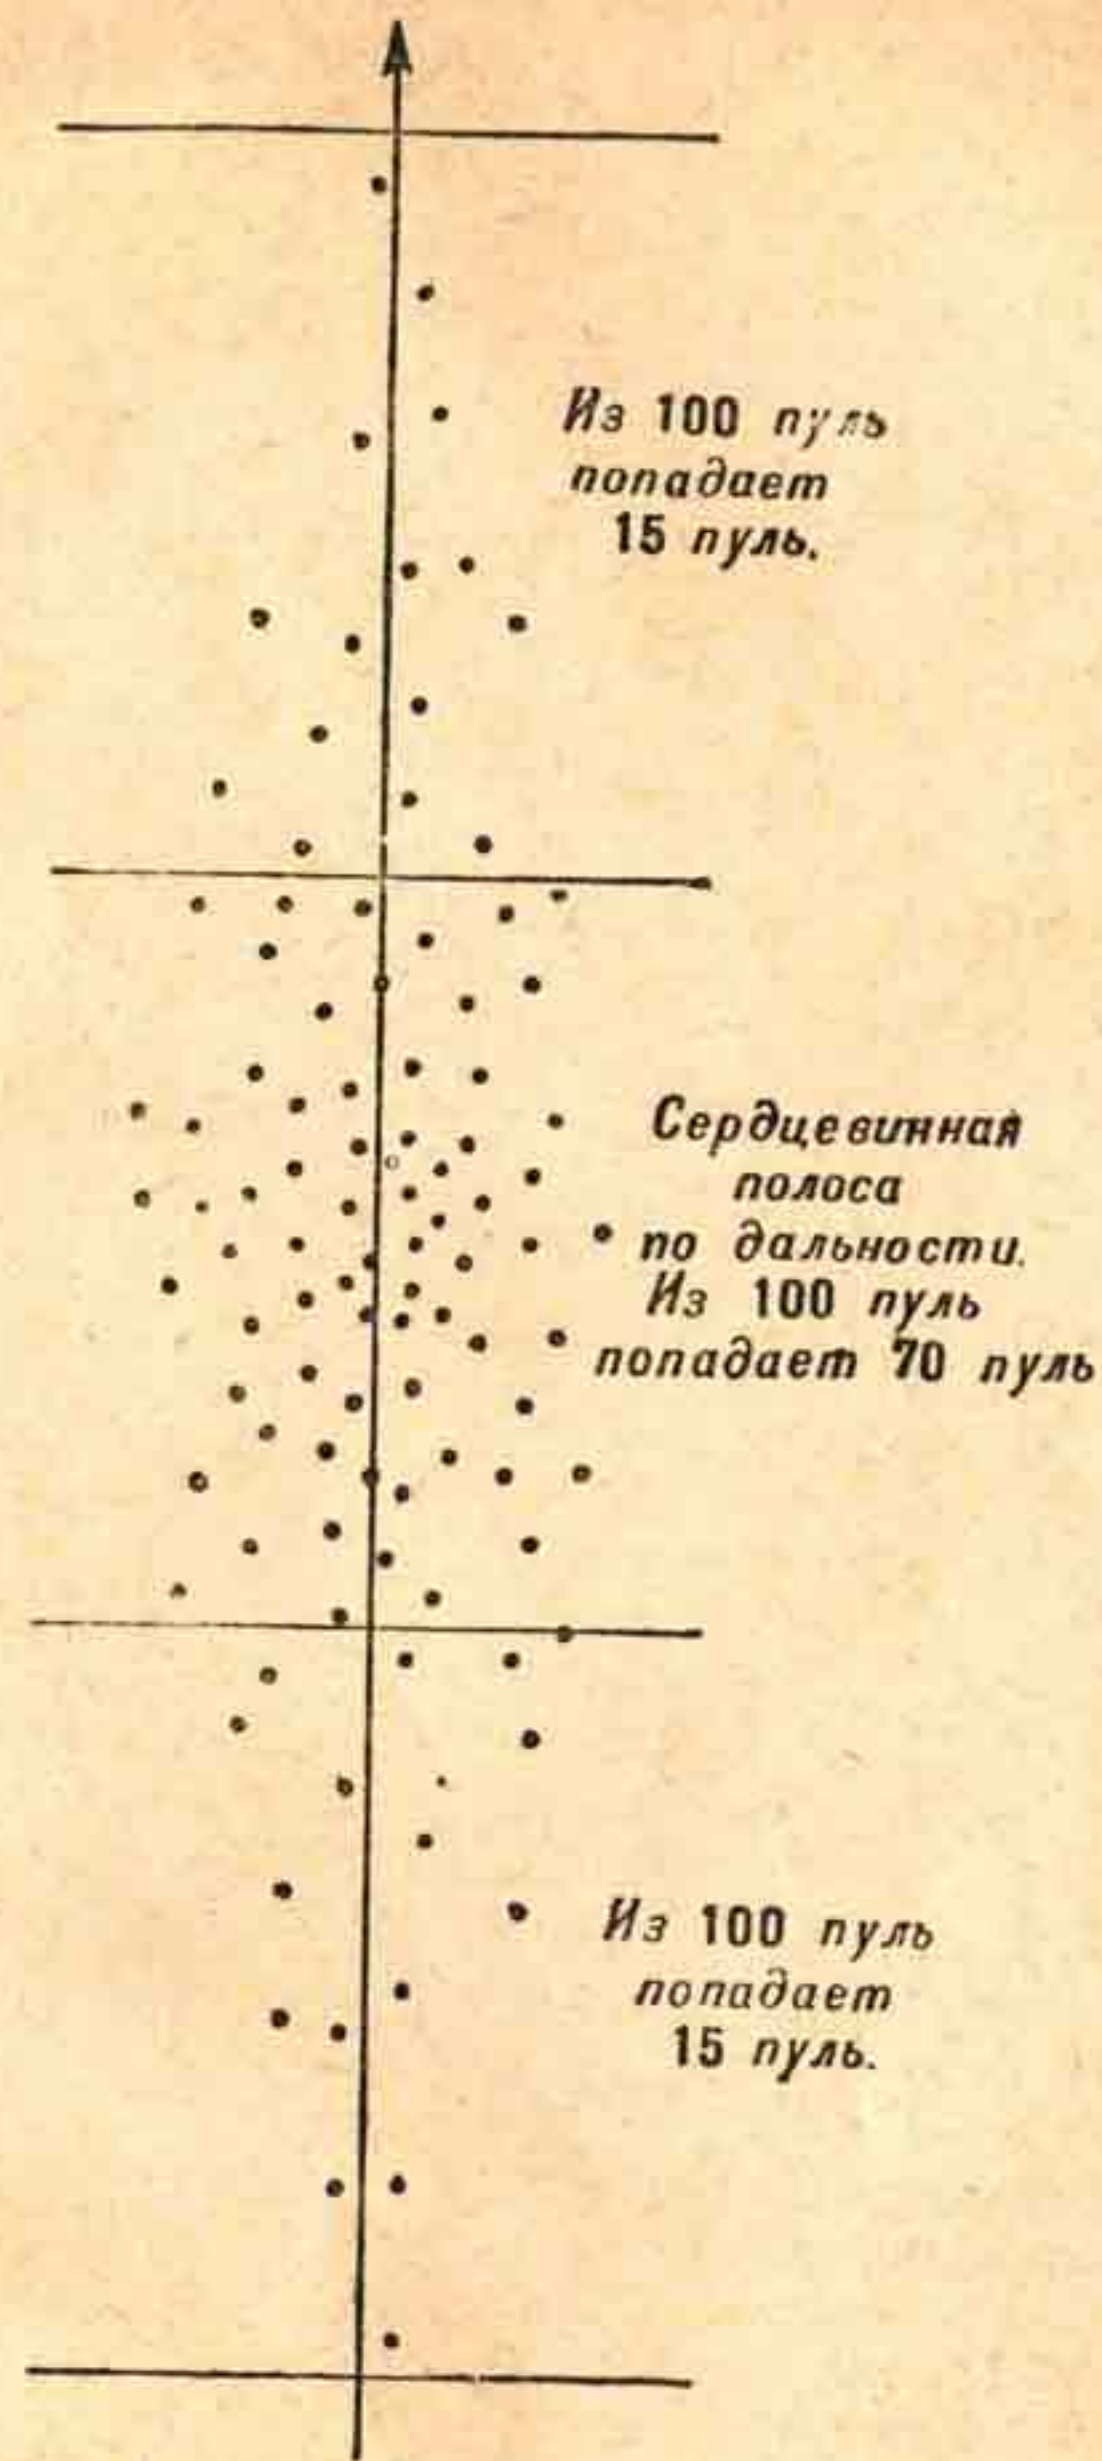 Из 100 пуль
попадает
15 пуль.
Сердцевинная
полоса
по дальности.
Из 100 пуль
попадает 70 пуль
Из 100 пуль
попадает
15 пуль.